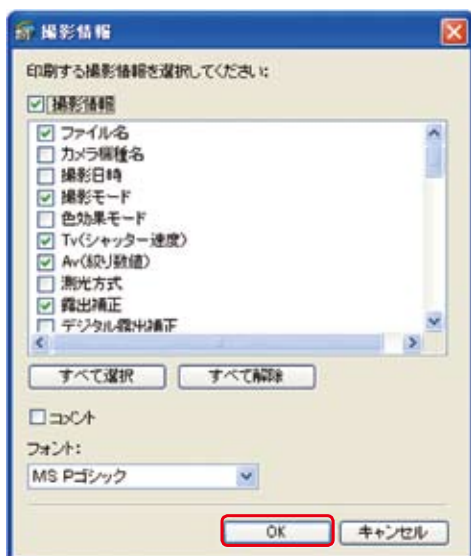 撮影情報
印刷する撮影情報を選択してください:
撮影情報
ファイル名
カメラ機種名
撮影日時
撮影モード
色効果モード
Tv(シャッター速度)
Av(絞り数値)
測光方式
露出補正
デジタル露出補正
すべて選択 すべて解除
コメント
フォント:
MS Pゴシック
OK キャンセル